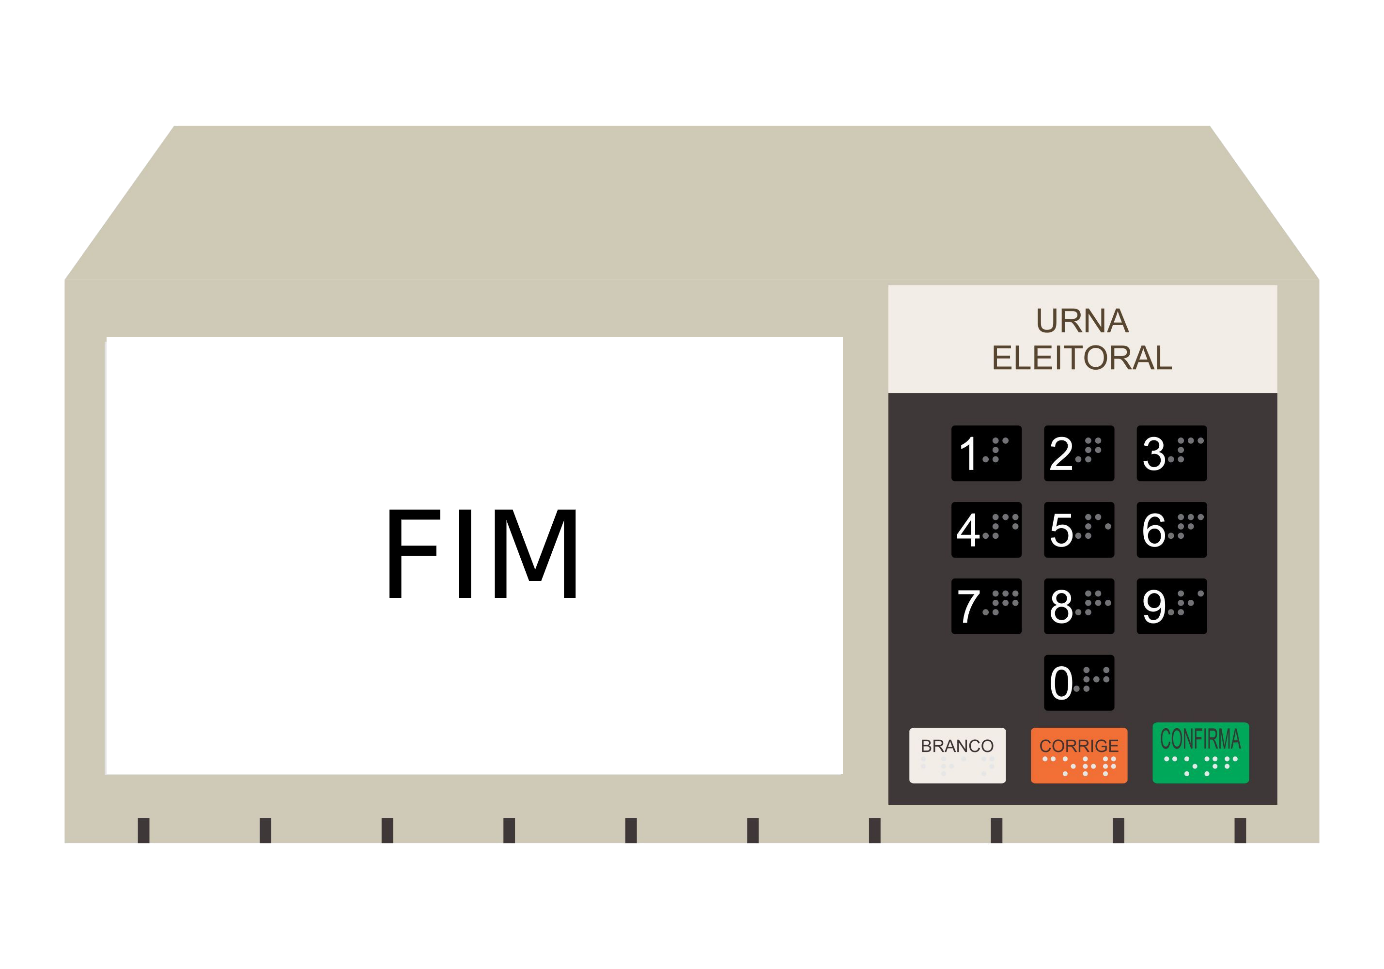 URNA
ELEITORAL
FIM
1 2 3
4 5 6
7 8 9
0
BRANCO CORRIGE CONFIRMA